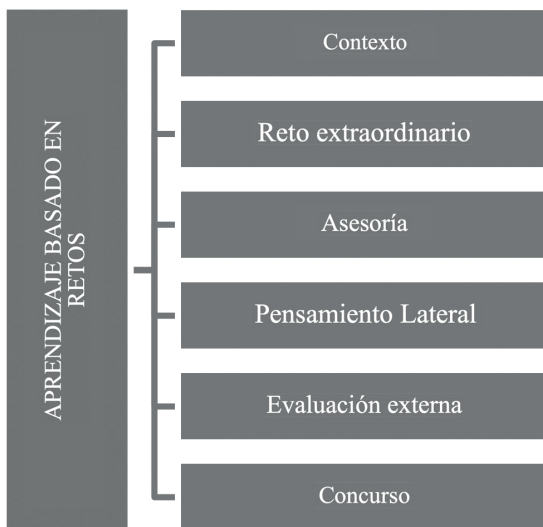 APRENDIZAJE BASADO EN
RETOS
Contexto
Reto extraordinario
Asesoría
Pensamiento Lateral
Evaluación externa
Concurso